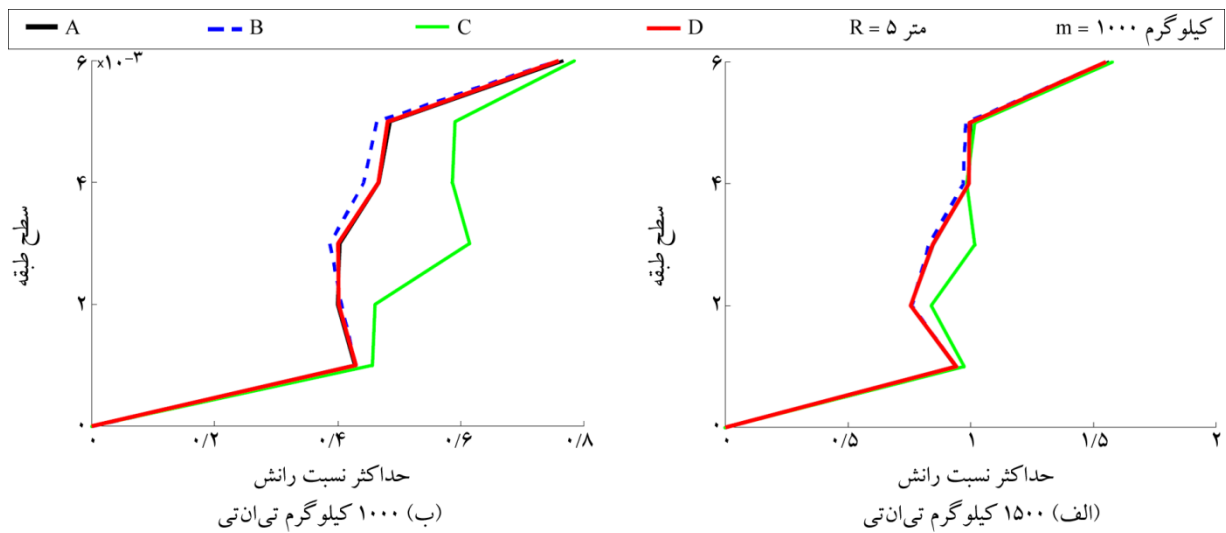 A B C D R = ۵ متر m = ۱۰۰۰ کیلوگرم
۶ ×۱۰⁻³
۴
۲
۰
سطح طبقه
۰ ۰/۲ ۰/۴ ۰/۶ ۰/۸
حداکثر نسبت رانش
(ب) ۱۰۰۰ کیلوگرم تی‌ان‌تی
۶
۴
۲
۰
سطح طبقه
۰ ۰/۵ ۱ ۱/۵ ۲
حداکثر نسبت رانش
(الف) ۱۵۰۰ کیلوگرم تی‌ان‌تی